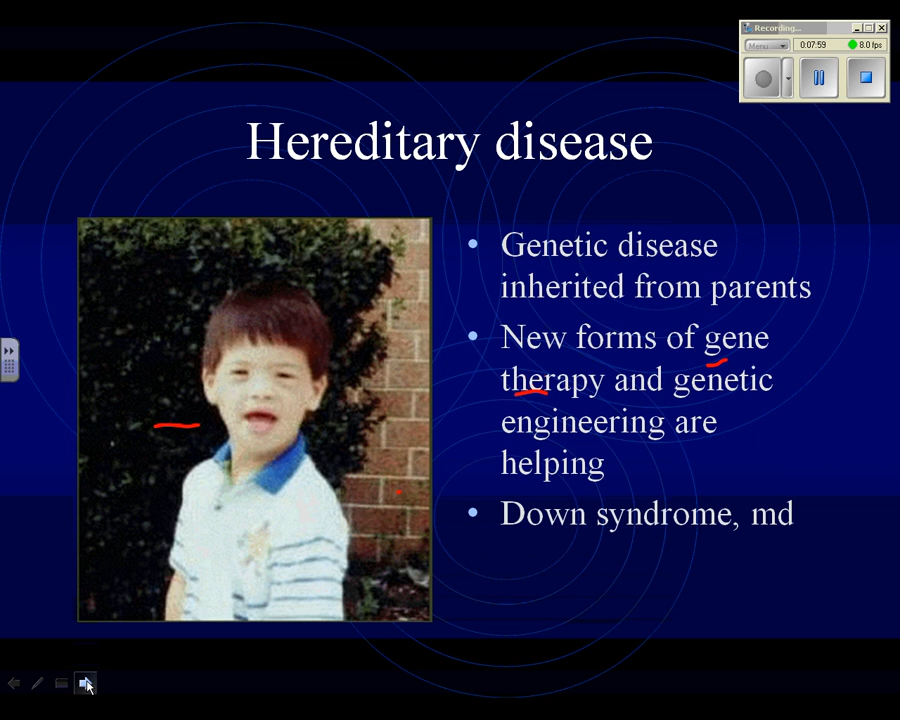 Recording...
Menu
0:07:59
8.0 fps
Hereditary disease
• Genetic disease
inherited from parents
• New forms of gene
therapy and genetic
engineering are
helping
• Down syndrome, md